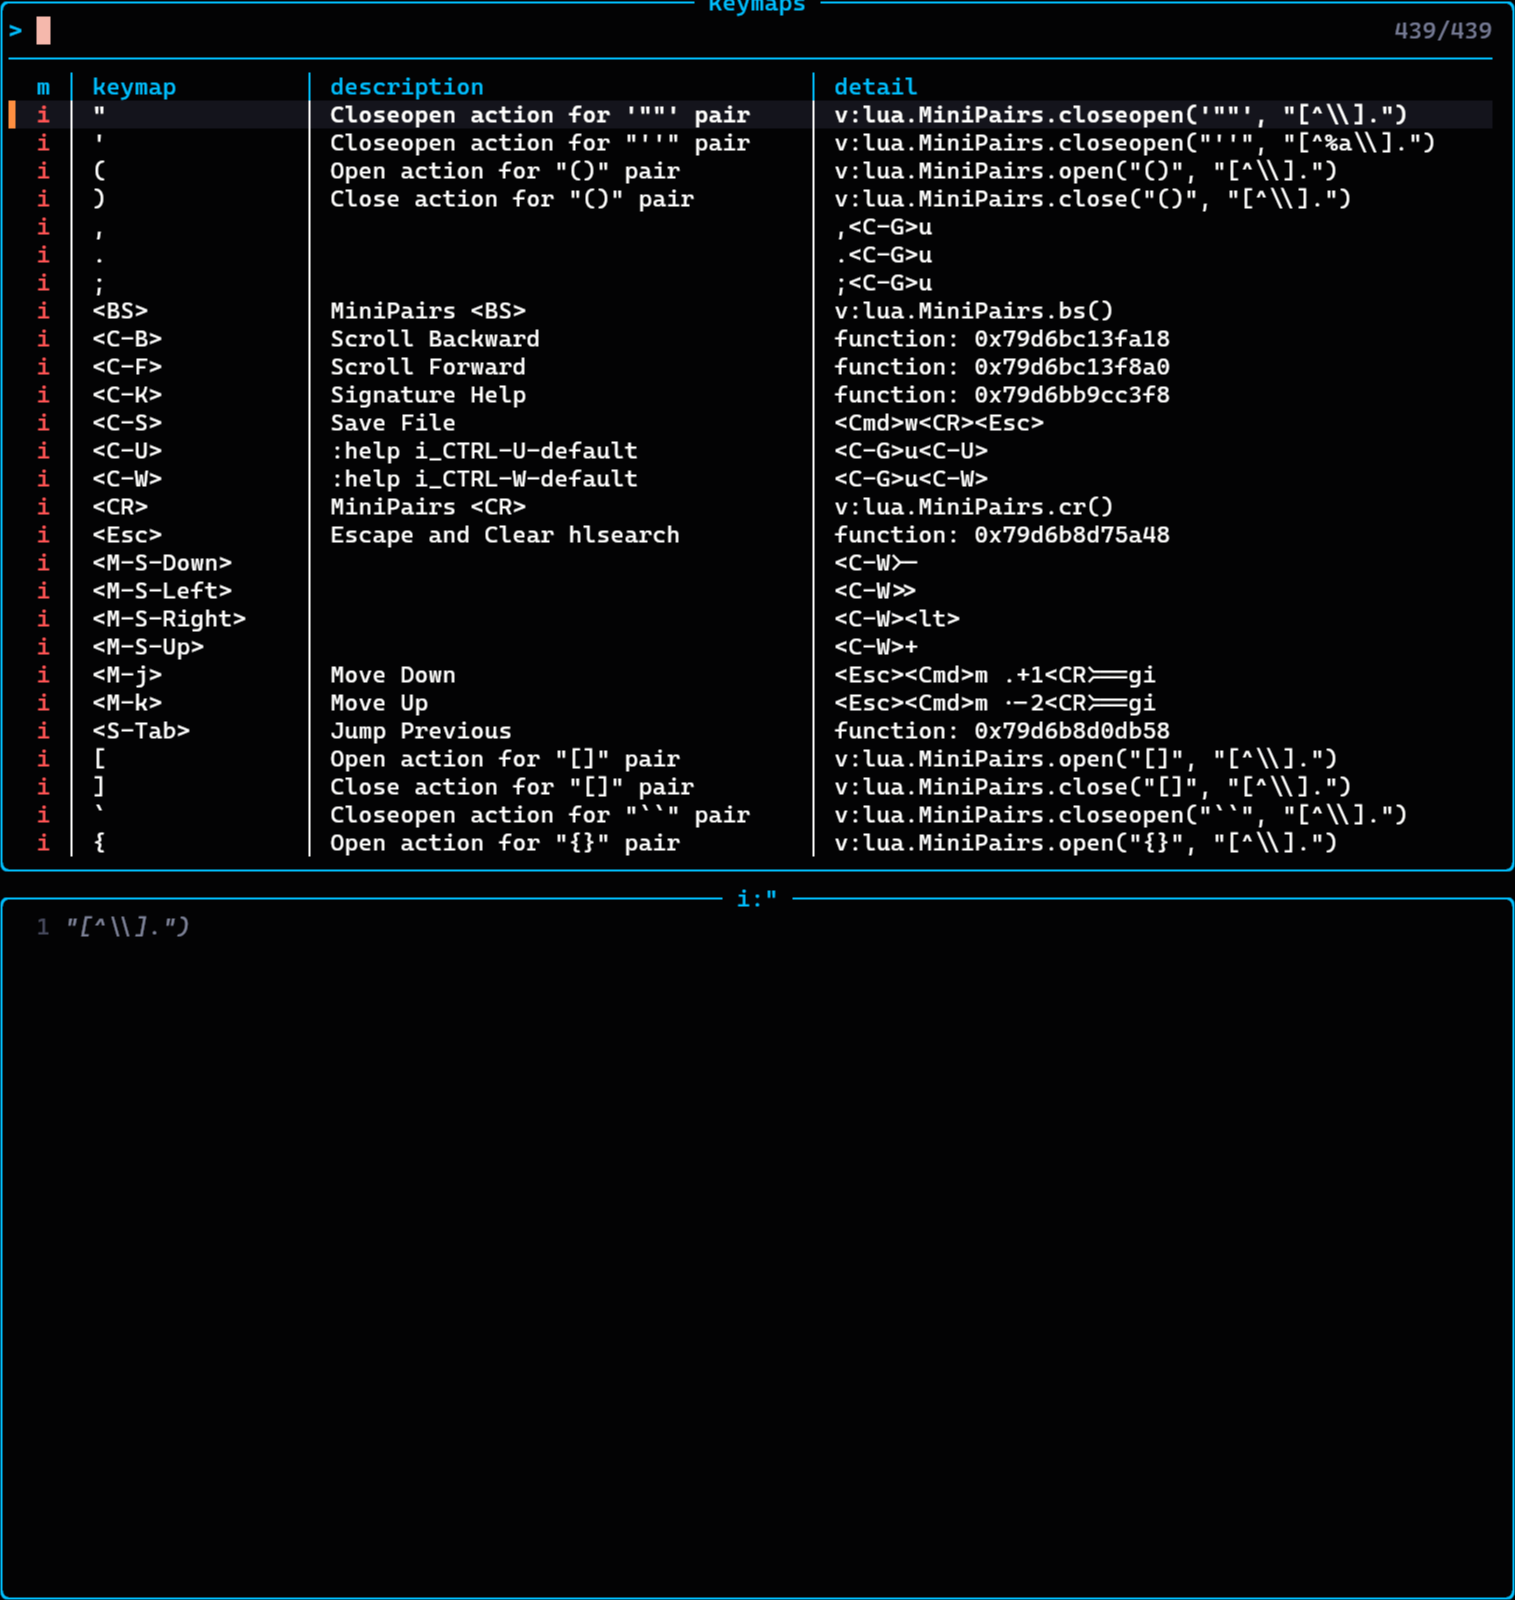 keymaps
> 439/439
m │ keymap │ description │ detail
i │ " │ Closeopen action for '""' pair │ v:lua.MiniPairs.closeopen('""', "[^\\].")
i │ ' │ Closeopen action for "''" pair │ v:lua.MiniPairs.closeopen("''", "[^%a\\].")
i │ ( │ Open action for "()" pair │ v:lua.MiniPairs.open("()", "[^\\].")
i │ ) │ Close action for "()" pair │ v:lua.MiniPairs.close("()", "[^\\].")
i │ , │ │ ,<C-G>u
i │ . │ │ .<C-G>u
i │ ; │ │ ;<C-G>u
i │ <BS> │ MiniPairs <BS> │ v:lua.MiniPairs.bs()
i │ <C-B> │ Scroll Backward │ function: 0x79d6bc13fa18
i │ <C-F> │ Scroll Forward │ function: 0x79d6bc13f8a0
i │ <C-K> │ Signature Help │ function: 0x79d6bb9cc3f8
i │ <C-S> │ Save File │ <Cmd>w<CR><Esc>
i │ <C-U> │ :help i_CTRL-U-default │ <C-G>u<C-U>
i │ <C-W> │ :help i_CTRL-W-default │ <C-G>u<C-W>
i │ <CR> │ MiniPairs <CR> │ v:lua.MiniPairs.cr()
i │ <Esc> │ Escape and Clear hlsearch │ function: 0x79d6b8d75a48
i │ <M-S-Down> │ │ <C-W>-
i │ <M-S-Left> │ │ <C-W>>
i │ <M-S-Right> │ │ <C-W><lt>
i │ <M-S-Up> │ │ <C-W>+
i │ <M-j> │ Move Down │ <Esc><Cmd>m .+1<CR>==gi
i │ <M-k> │ Move Up │ <Esc><Cmd>m .-2<CR>==gi
i │ <S-Tab> │ Jump Previous │ function: 0x79d6b8d0db58
i │ [ │ Open action for "[]" pair │ v:lua.MiniPairs.open("[]", "[^\\].")
i │ ] │ Close action for "[]" pair │ v:lua.MiniPairs.close("[]", "[^\\].")
i │ ` │ Closeopen action for "``" pair │ v:lua.MiniPairs.closeopen("``", "[^\\].")
i │ { │ Open action for "{}" pair │ v:lua.MiniPairs.open("{}", "[^\\].")
i:"
1 "[^\\].")